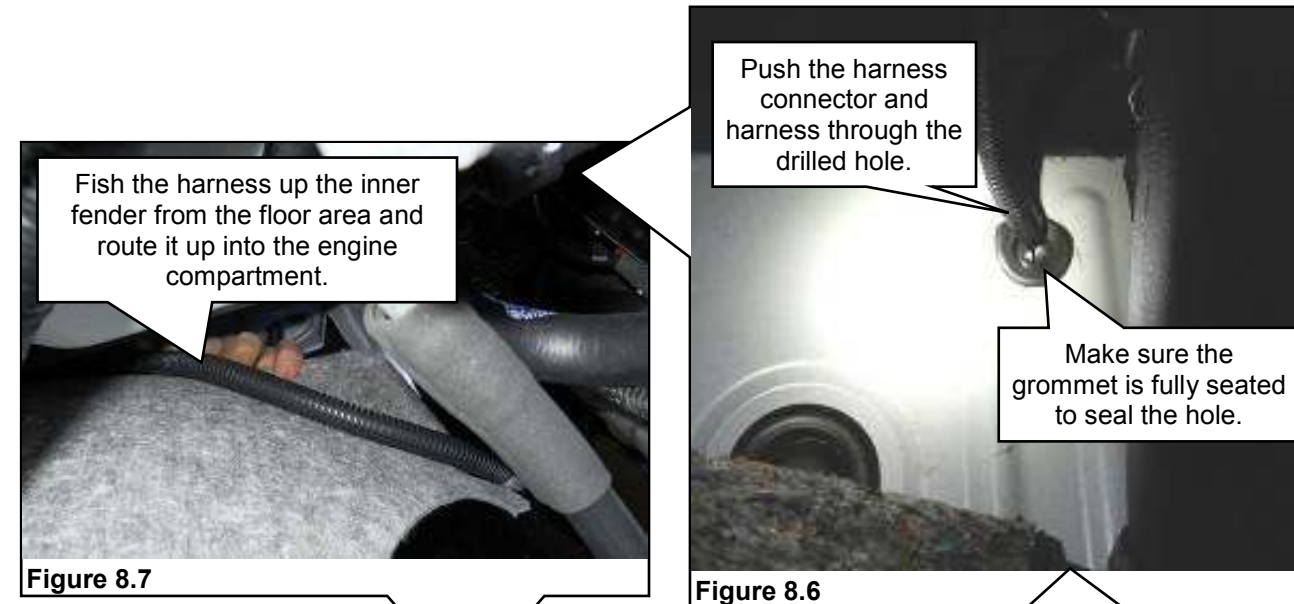 Push the harness
connector and
harness through the
drilled hole.
Make sure the
grommet is fully seated
to seal the hole.
Figure 8.6
Fish the harness up the inner
fender from the floor area and
route it up into the engine
compartment.
Figure 8.7